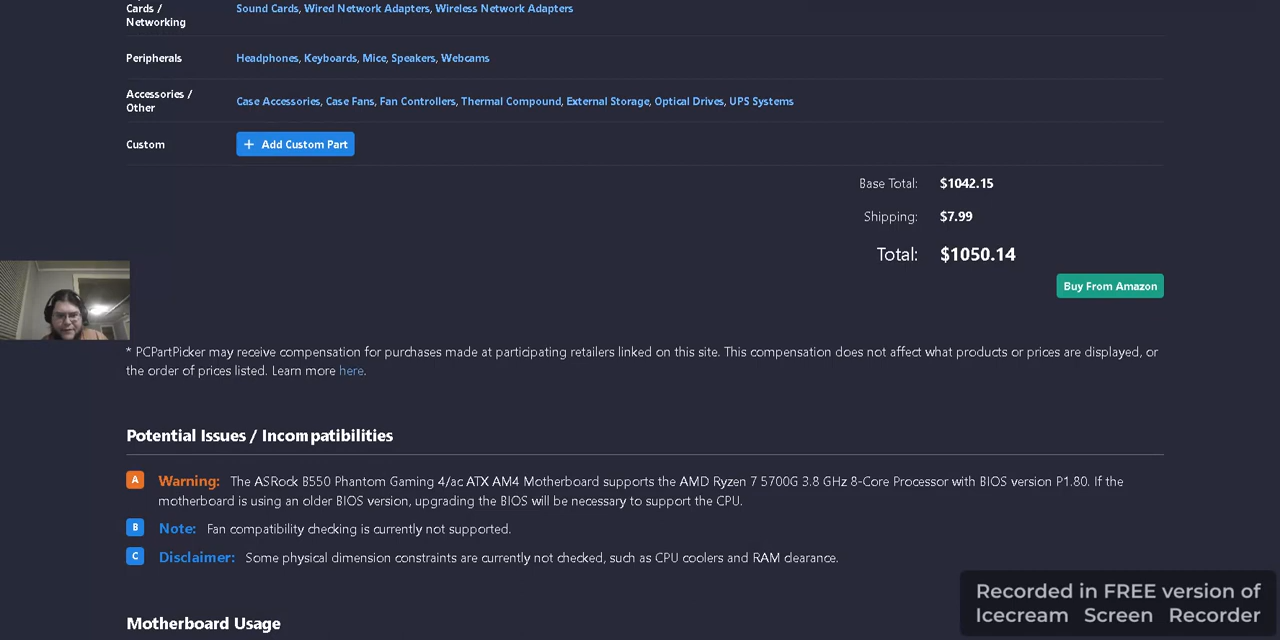 Cards /
Networking
Sound Cards, Wired Network Adapters, Wireless Network Adapters
Peripherals
Headphones, Keyboards, Mice, Speakers, Webcams
Accessories /
Other
Case Accessories, Case Fans, Fan Controllers, Thermal Compound, External Storage, Optical Drives, UPS Systems
Custom
+ Add Custom Part
Base Total: $1042.15
Shipping: $7.99
Total: $1050.14
Buy From Amazon
* PCPartPicker may receive compensation for purchases made at participating retailers linked on this site. This compensation does not affect what products or prices are displayed, or
the order of prices listed. Learn more here.
Potential Issues / Incompatibilities
A Warning: The ASRock B550 Phantom Gaming 4/ac ATX AM4 Motherboard supports the AMD Ryzen 7 5700G 3.8 GHz 8-Core Processor with BIOS version P1.80. If the
motherboard is using an older BIOS version, upgrading the BIOS will be necessary to support the CPU.
B Note: Fan compatibility checking is currently not supported.
C Disclaimer: Some physical dimension constraints are currently not checked, such as CPU coolers and RAM clearance.
Motherboard Usage
Recorded in FREE version of
Icecream Screen Recorder